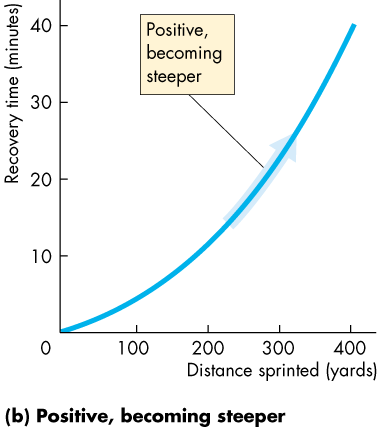 Recovery time (minutes)
40
30
20
10
0
Positive,
becoming
steeper
100
200
300
400
Distance sprinted (yards)
(b) Positive, becoming steeper